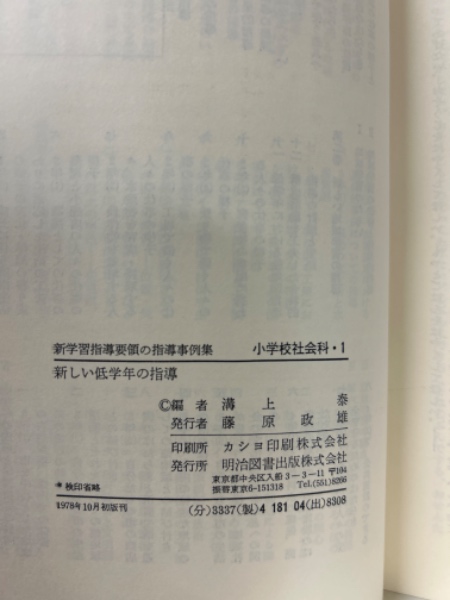 新学習指導要領の指導事例集 小学校社会科・1
新しい低学年の指導
©編 者 溝 上 泰
発行者 藤 原 政 雄
印刷所 カシヨ印刷株式会社
発行所 明治図書出版株式会社
東京都中央区入船3-3-11 〒104
振替東京6-151318 Tel(551)8266
*検印省略
1978年10月初版刊
(分)3337(製)4 181 04(出)8308